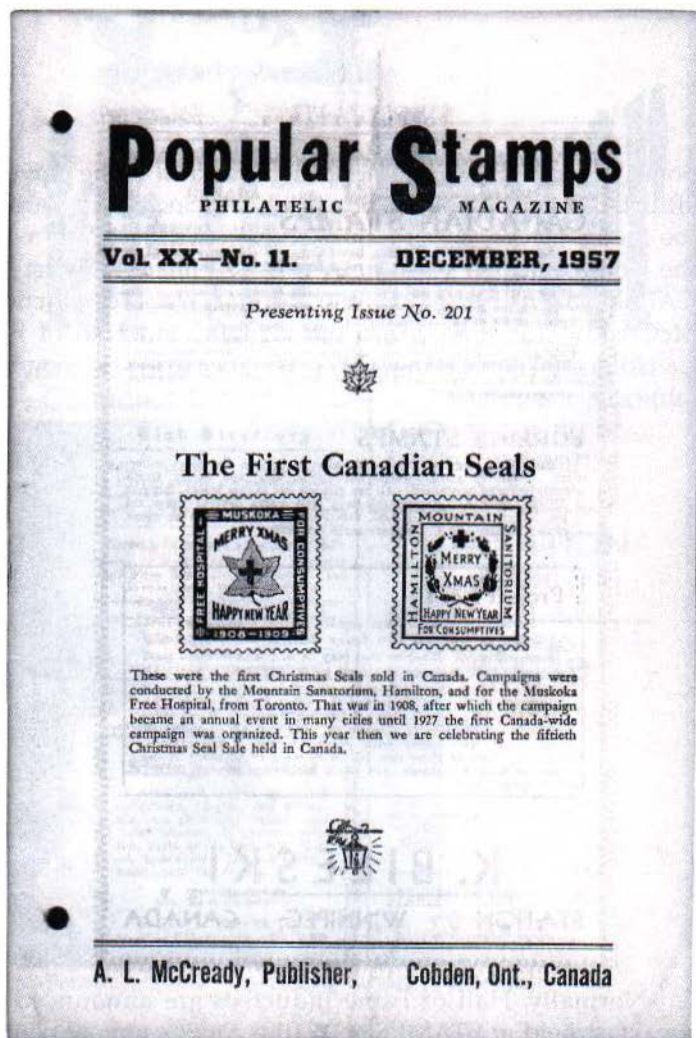 Popular Stamps
PHILATELIC MAGAZINE
Vol. XX—No. 11. DECEMBER, 1957
Presenting Issue No. 201
The First Canadian Seals
MUSKOKA
FREE HOSPITAL
FOR CONSUMPTIVES
MERRY XMAS
HAPPY NEW YEAR
1908-1909
MOUNTAIN
HAMILTON
SANITORIUM
MERRY
XMAS
HAPPY NEW YEAR
FOR CONSUMPTIVES
These were the first Christmas Seals sold in Canada. Campaigns were
conducted by the Mountain Sanatorium, Hamilton, and for the Muskoka
Free Hospital, from Toronto. That was in 1908, after which the campaign
became an annual event in many cities until 1927 the first Canada-wide
campaign was organized. This year then we are celebrating the fiftieth
Christmas Seal Sale held in Canada.
A. L. McCready, Publisher, Cobden, Ont., Canada
K. BILESKI
STATION B, WINNIPEG, CANADA